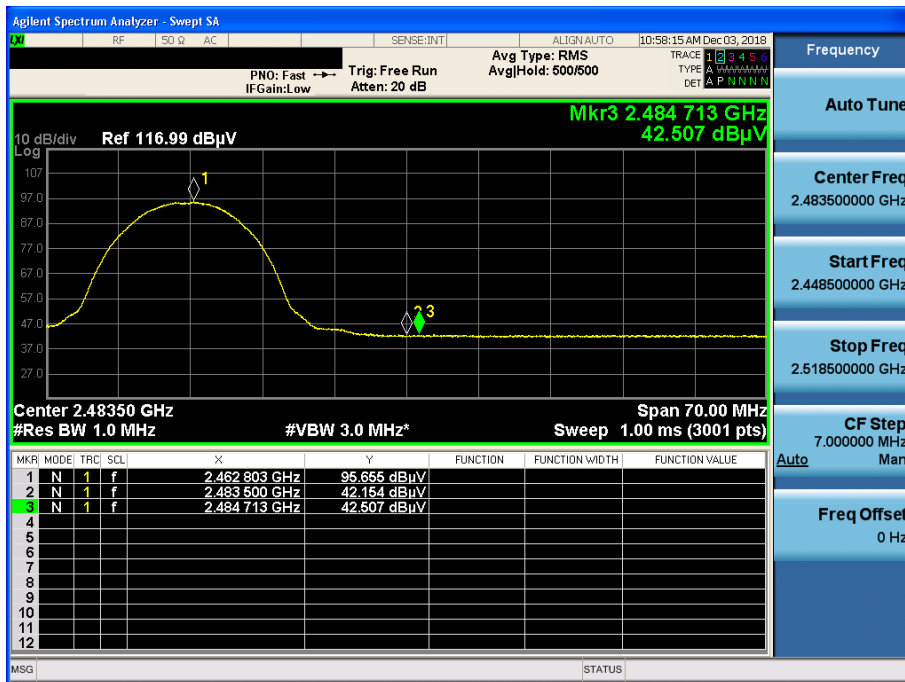 Agilent Spectrum Analyzer - Swept SA
LXI RF 50 Ω AC SENSE:INT ALIGN AUTO 10:58:15 AM Dec 03, 2018
PNO: Fast Trig: Free Run Avg Type: RMS TRACE 1 2 3 4 5 6
IFGain:Low Atten: 20 dB Avg|Hold: 500/500 TYPE A WWWWW
DET A P N N N N
Mkr3 2.484 713 GHz
42.507 dBµV
10 dB/div Ref 116.99 dBµV
Log
107
97.0
87.0
77.0
67.0
57.0
47.0
37.0
27.0
1
2 3
Center 2.48350 GHz Span 70.00 MHz
#Res BW 1.0 MHz #VBW 3.0 MHz* Sweep 1.00 ms (3001 pts)
MKR MODE TRC SCL X Y FUNCTION FUNCTION WIDTH FUNCTION VALUE
1 N 1 f 2.462 803 GHz 95.655 dBµV
2 N 1 f 2.483 500 GHz 42.154 dBµV
3 N 1 f 2.484 713 GHz 42.507 dBµV
4
5
6
7
8
9
10
11
12
MSG STATUS
Frequency
Auto Tune
Center Freq
2.483500000 GHz
Start Freq
2.448500000 GHz
Stop Freq
2.518500000 GHz
CF Step
7.000000 MHz
Auto Man
Freq Offset
0 Hz